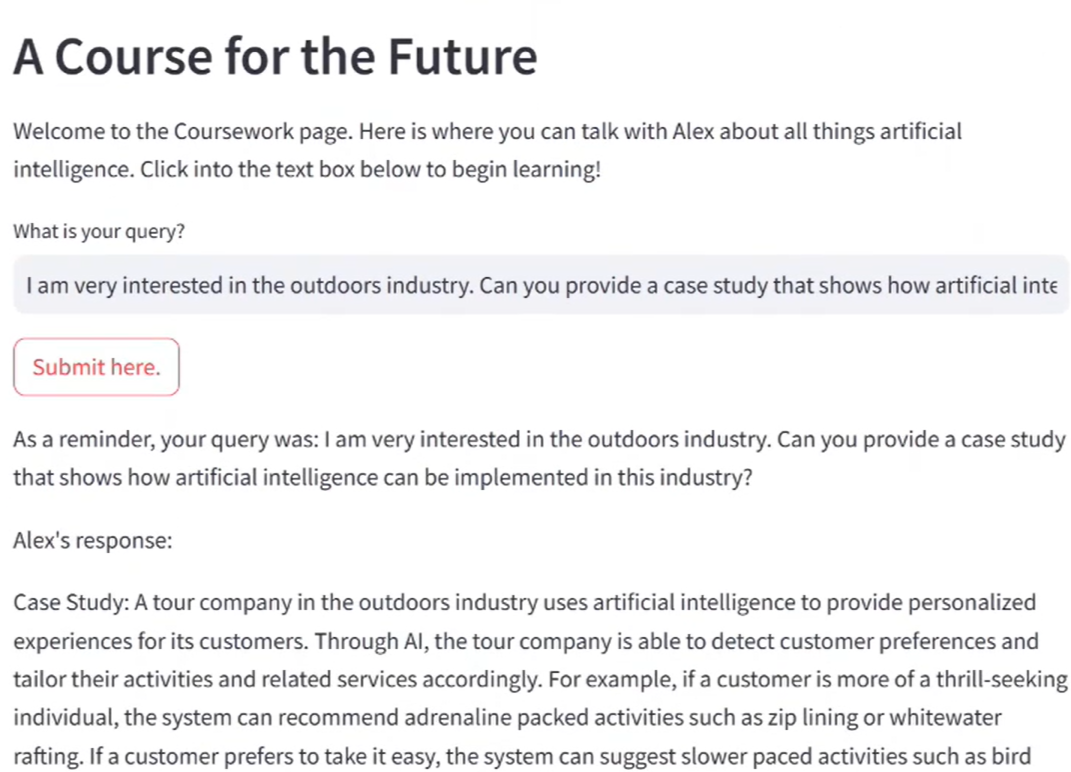 A Course for the Future
Welcome to the Coursework page. Here is where you can talk with Alex about all things artificial
intelligence. Click into the text box below to begin learning!
What is your query?
I am very interested in the outdoors industry. Can you provide a case study that shows how artificial inte
Submit here.
As a reminder, your query was: I am very interested in the outdoors industry. Can you provide a case study
that shows how artificial intelligence can be implemented in this industry?
Alex's response:
Case Study: A tour company in the outdoors industry uses artificial intelligence to provide personalized
experiences for its customers. Through AI, the tour company is able to detect customer preferences and
tailor their activities and related services accordingly. For example, if a customer is more of a thrill-seeking
individual, the system can recommend adrenaline packed activities such as zip lining or whitewater
rafting. If a customer prefers to take it easy, the system can suggest slower paced activities such as bird